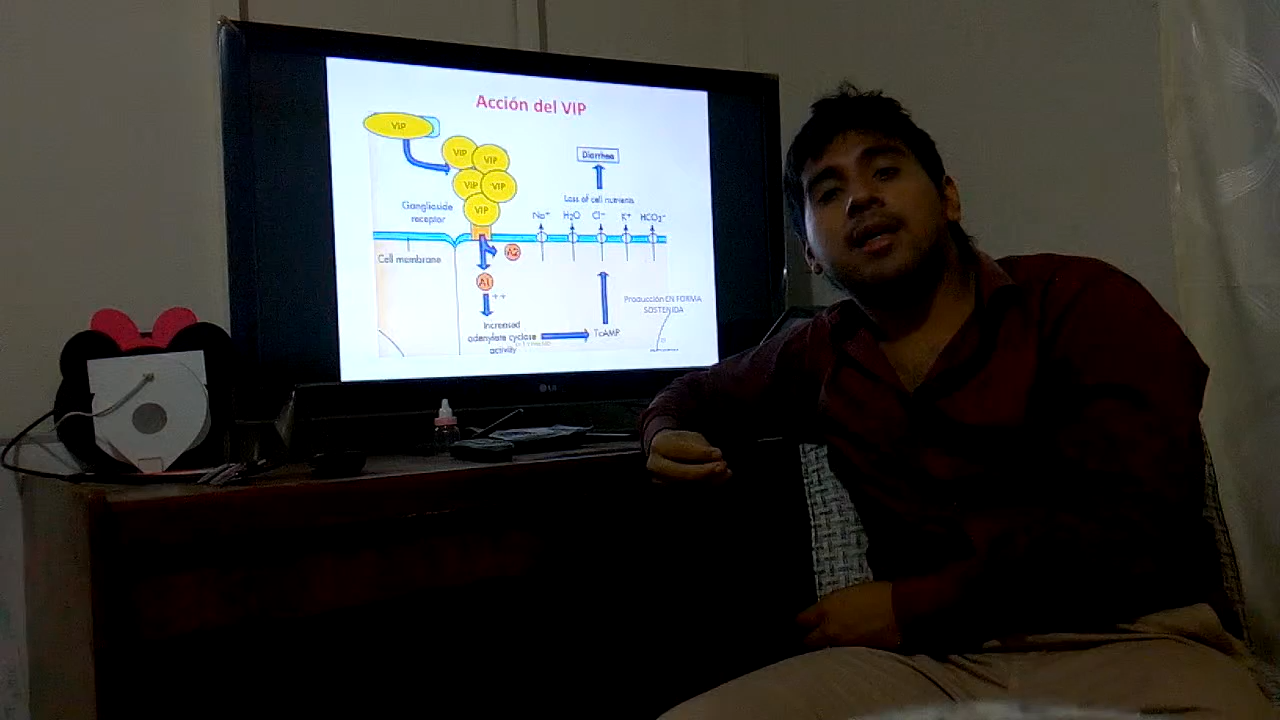 Acción del VIP
VIP
VIP
VIP
VIP
VIP
VIP
Diarrhea
Loss of cell nutrients
Ganglioside
receptor
Na⁺ H₂O Cl⁻ K⁺ HCO₃⁻
Cell membrane
A2
A1
++
Increased
adenylate cyclase
activity
↑cAMP
Producción EN FORMA
SOSTENIDA
LG